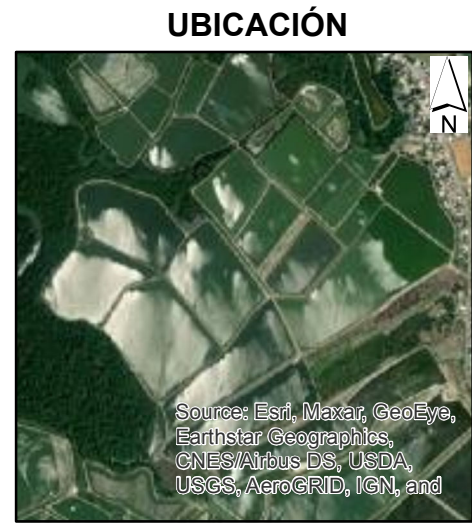 UBICACIÓN
N
Source: Esri, Maxar, GeoEye,
Earthstar Geographics,
CNES/Airbus DS, USDA,
USGS, AeroGRID, IGN, and